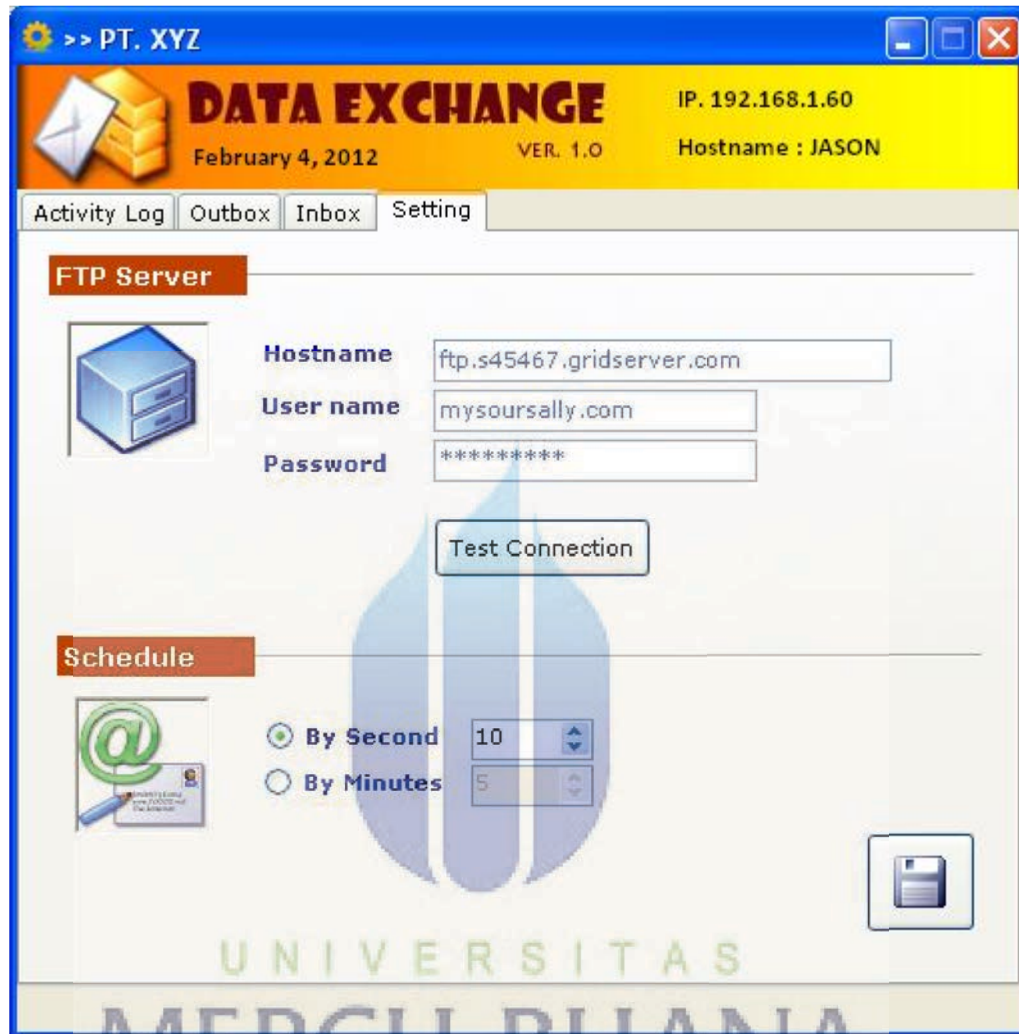 >> PT. XYZ
DATA EXCHANGE
February 4, 2012
VER. 1.0
IP. 192.168.1.60
Hostname : JASON
Activity Log Outbox Inbox Setting
FTP Server
Hostname ftp.s45467.gridserver.com
User name mysoursally.com
Password *********
Test Connection
Schedule
By Second 10
By Minutes 5
UNIVERSITAS
MERCU BUANA